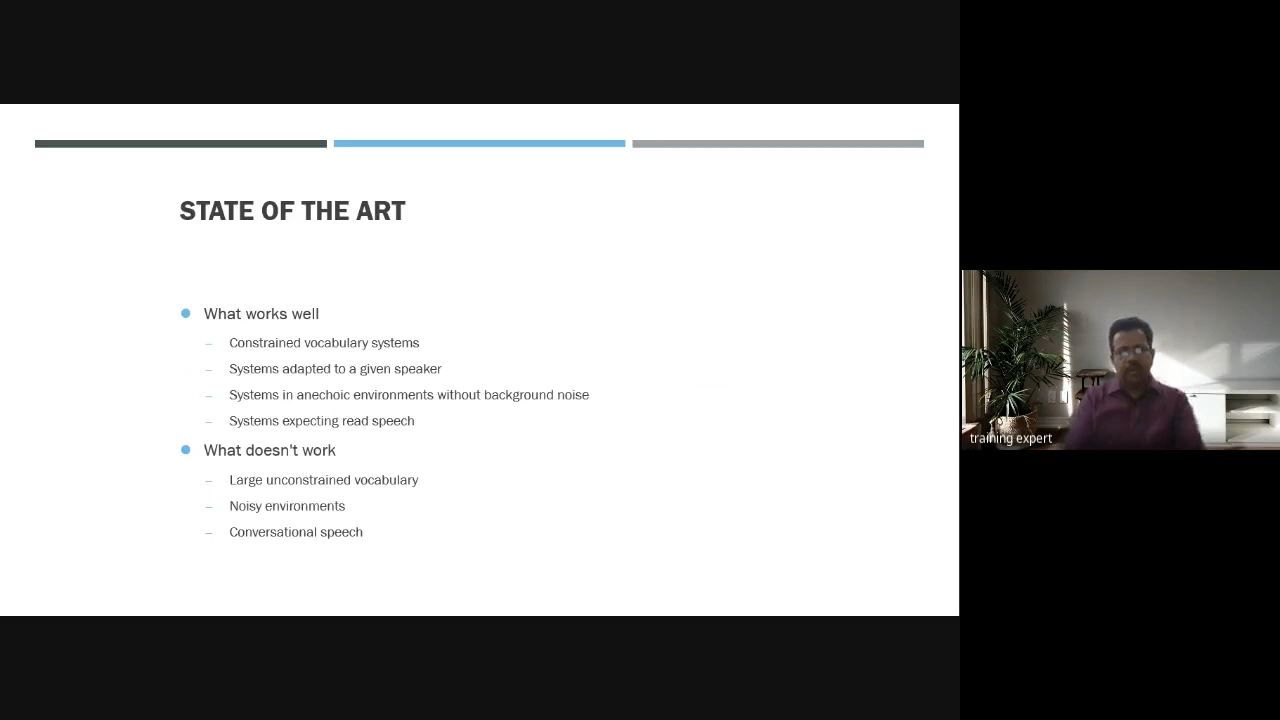 STATE OF THE ART
What works well
– Constrained vocabulary systems
– Systems adapted to a given speaker
– Systems in anechoic environments without background noise
– Systems expecting read speech
What doesn't work
– Large unconstrained vocabulary
– Noisy environments
– Conversational speech
training expert